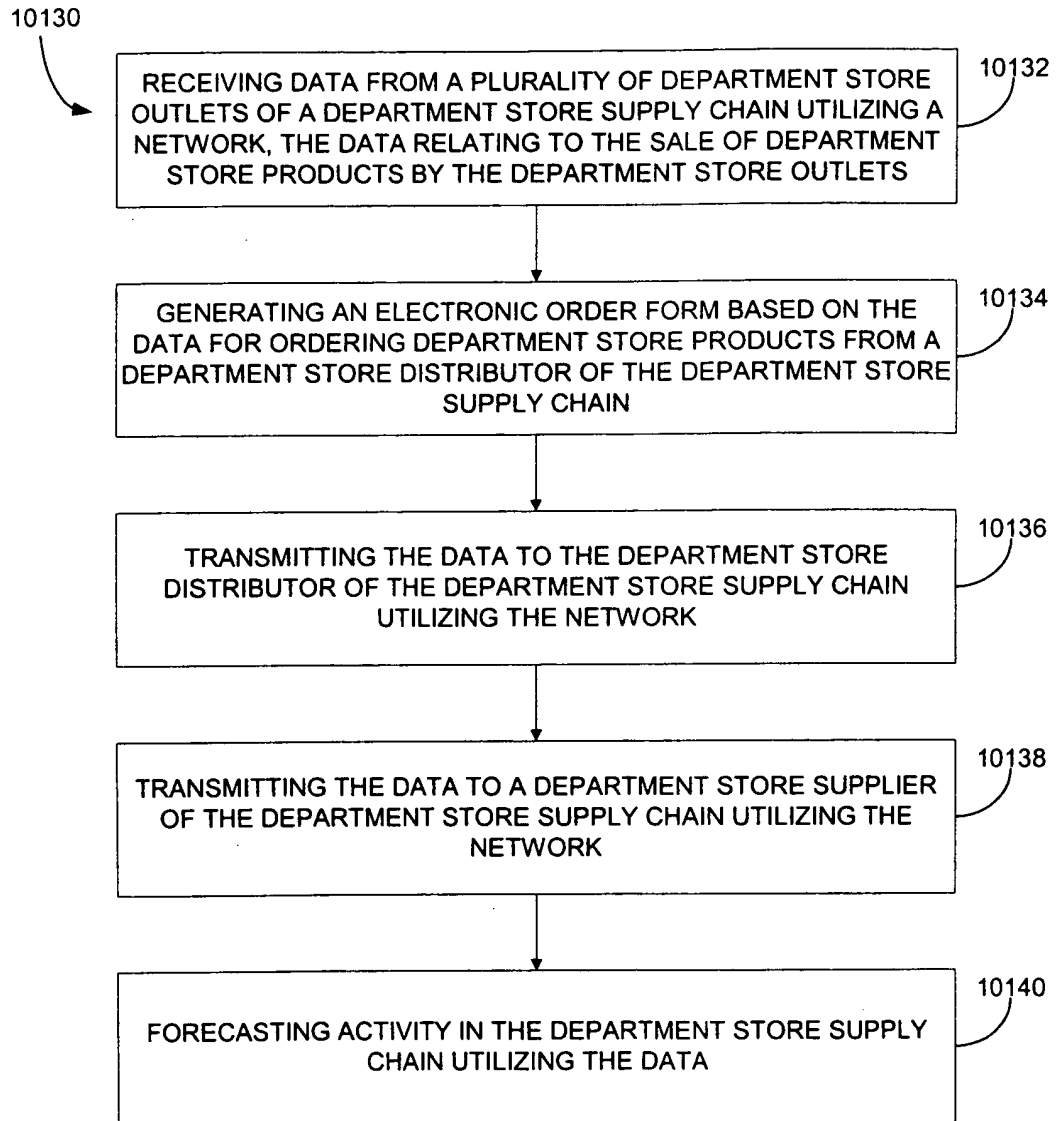 10130
RECEIVING DATA FROM A PLURALITY OF DEPARTMENT STORE
OUTLETS OF A DEPARTMENT STORE SUPPLY CHAIN UTILIZING A
NETWORK, THE DATA RELATING TO THE SALE OF DEPARTMENT
STORE PRODUCTS BY THE DEPARTMENT STORE OUTLETS
10132
GENERATING AN ELECTRONIC ORDER FORM BASED ON THE
DATA FOR ORDERING DEPARTMENT STORE PRODUCTS FROM A
DEPARTMENT STORE DISTRIBUTOR OF THE DEPARTMENT STORE
SUPPLY CHAIN
10134
TRANSMITTING THE DATA TO THE DEPARTMENT STORE
DISTRIBUTOR OF THE DEPARTMENT STORE SUPPLY CHAIN
UTILIZING THE NETWORK
10136
TRANSMITTING THE DATA TO A DEPARTMENT STORE SUPPLIER
OF THE DEPARTMENT STORE SUPPLY CHAIN UTILIZING THE
NETWORK
10138
FORECASTING ACTIVITY IN THE DEPARTMENT STORE SUPPLY
CHAIN UTILIZING THE DATA
10140